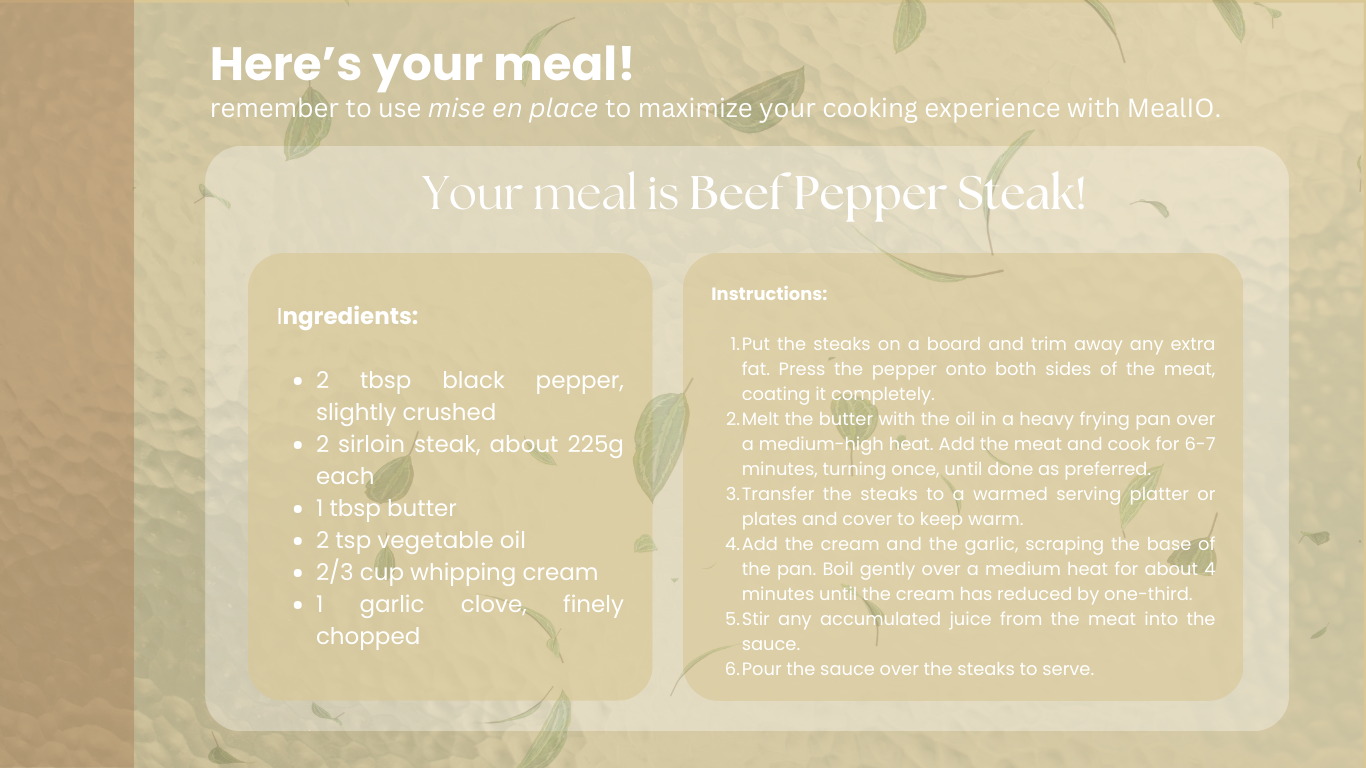 Here's your meal!
remember to use mise en place to maximize your cooking experience with MealIO.
Your meal is Beef Pepper Steak!
Ingredients:
• 2 tbsp black pepper,
slightly crushed
• 2 sirloin steak, about 225g
each
• 1 tbsp butter
• 2 tsp vegetable oil
• 2/3 cup whipping cream
• 1 garlic clove, finely
chopped
Instructions:
1. Put the steaks on a board and trim away any extra
fat. Press the pepper onto both sides of the meat,
coating it completely.
2. Melt the butter with the oil in a heavy frying pan over
a medium-high heat. Add the meat and cook for 6-7
minutes, turning once, until done as preferred.
3. Transfer the steaks to a warmed serving platter or
plates and cover to keep warm.
4. Add the cream and the garlic, scraping the base of
the pan. Boil gently over a medium heat for about 4
minutes until the cream has reduced by one-third.
5. Stir any accumulated juice from the meat into the
sauce.
6. Pour the sauce over the steaks to serve.